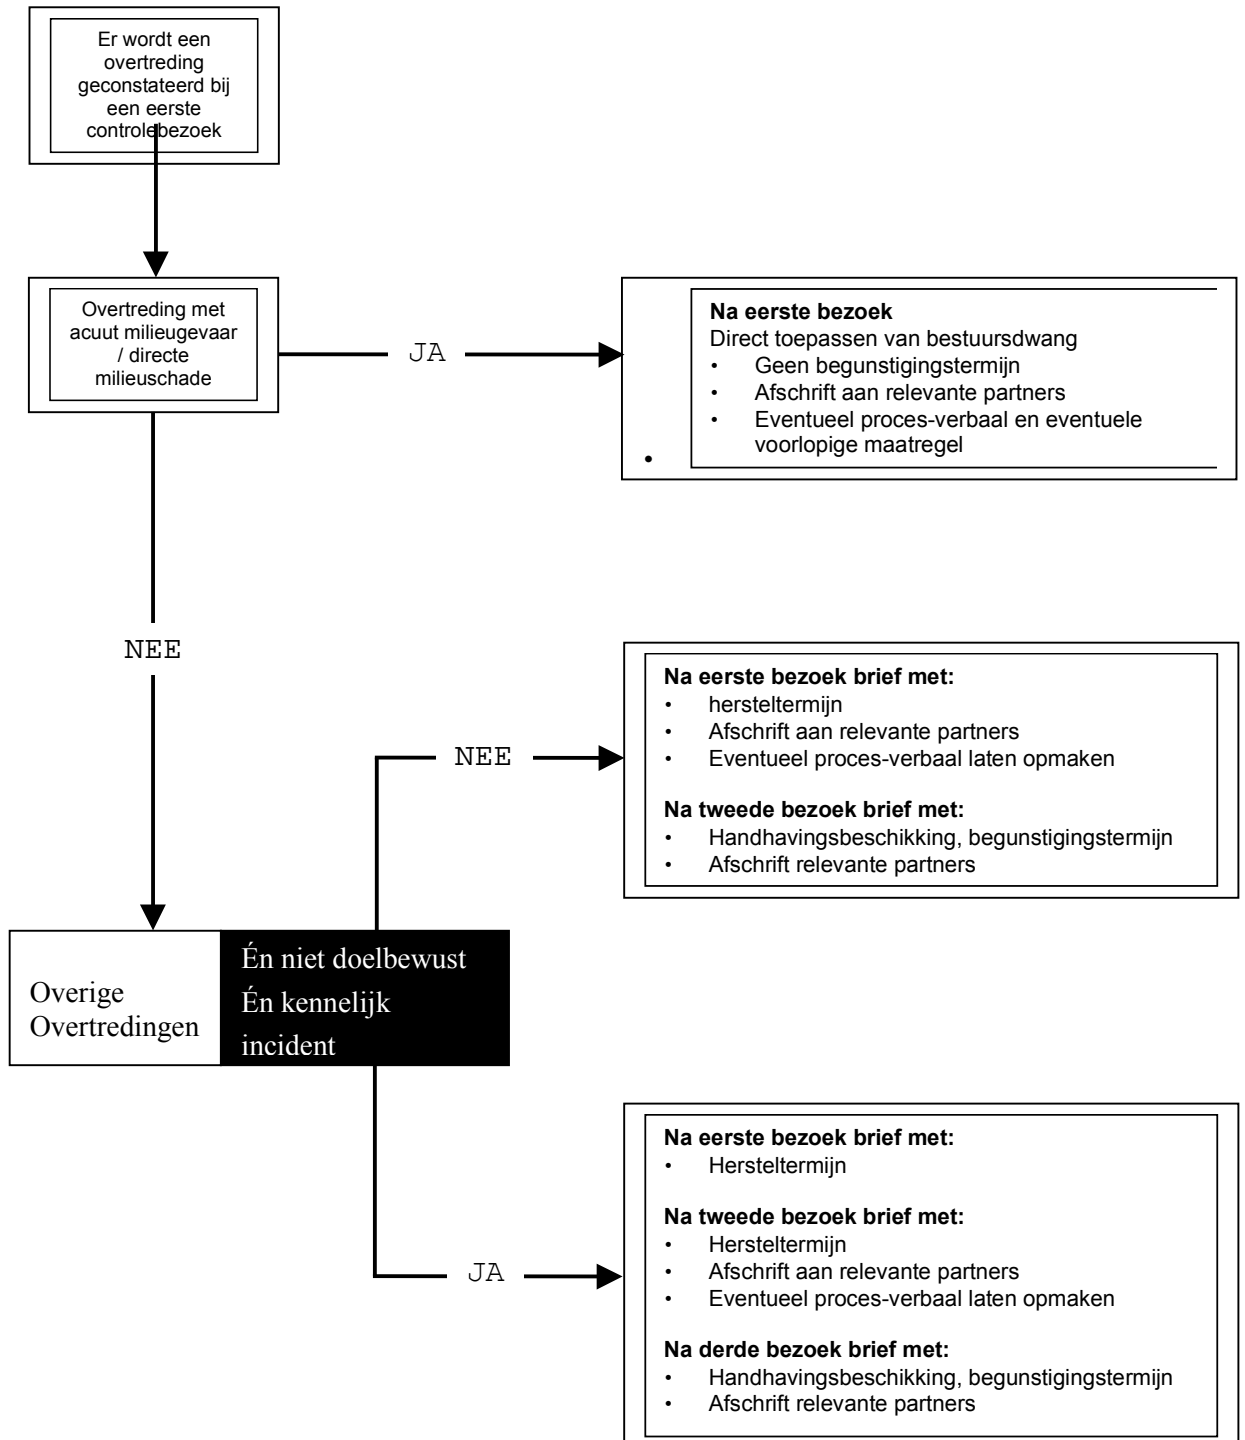 Er wordt een
overtreding
geconstateerd bij
een eerste
controlebezoek
Overtreding met
acuut milieugevaar
/ directe
milieuschade
JA
Na eerste bezoek
Direct toepassen van bestuursdwang
• Geen begunstigingstermijn
• Afschrift aan relevante partners
• Eventueel proces-verbaal en eventuele
voorlopige maatregel
•
NEE
NEE
Na eerste bezoek brief met:
• hersteltermijn
• Afschrift aan relevante partners
• Eventueel proces-verbaal laten opmaken
Na tweede bezoek brief met:
• Handhavingsbeschikking, begunstigingstermijn
• Afschrift relevante partners
Overige
Overtredingen
Én niet doelbewust
Én kennelijk
incident
JA
Na eerste bezoek brief met:
• Hersteltermijn
Na tweede bezoek brief met:
• Hersteltermijn
• Afschrift aan relevante partners
• Eventueel proces-verbaal laten opmaken
Na derde bezoek brief met:
• Handhavingsbeschikking, begunstigingstermijn
• Afschrift relevante partners